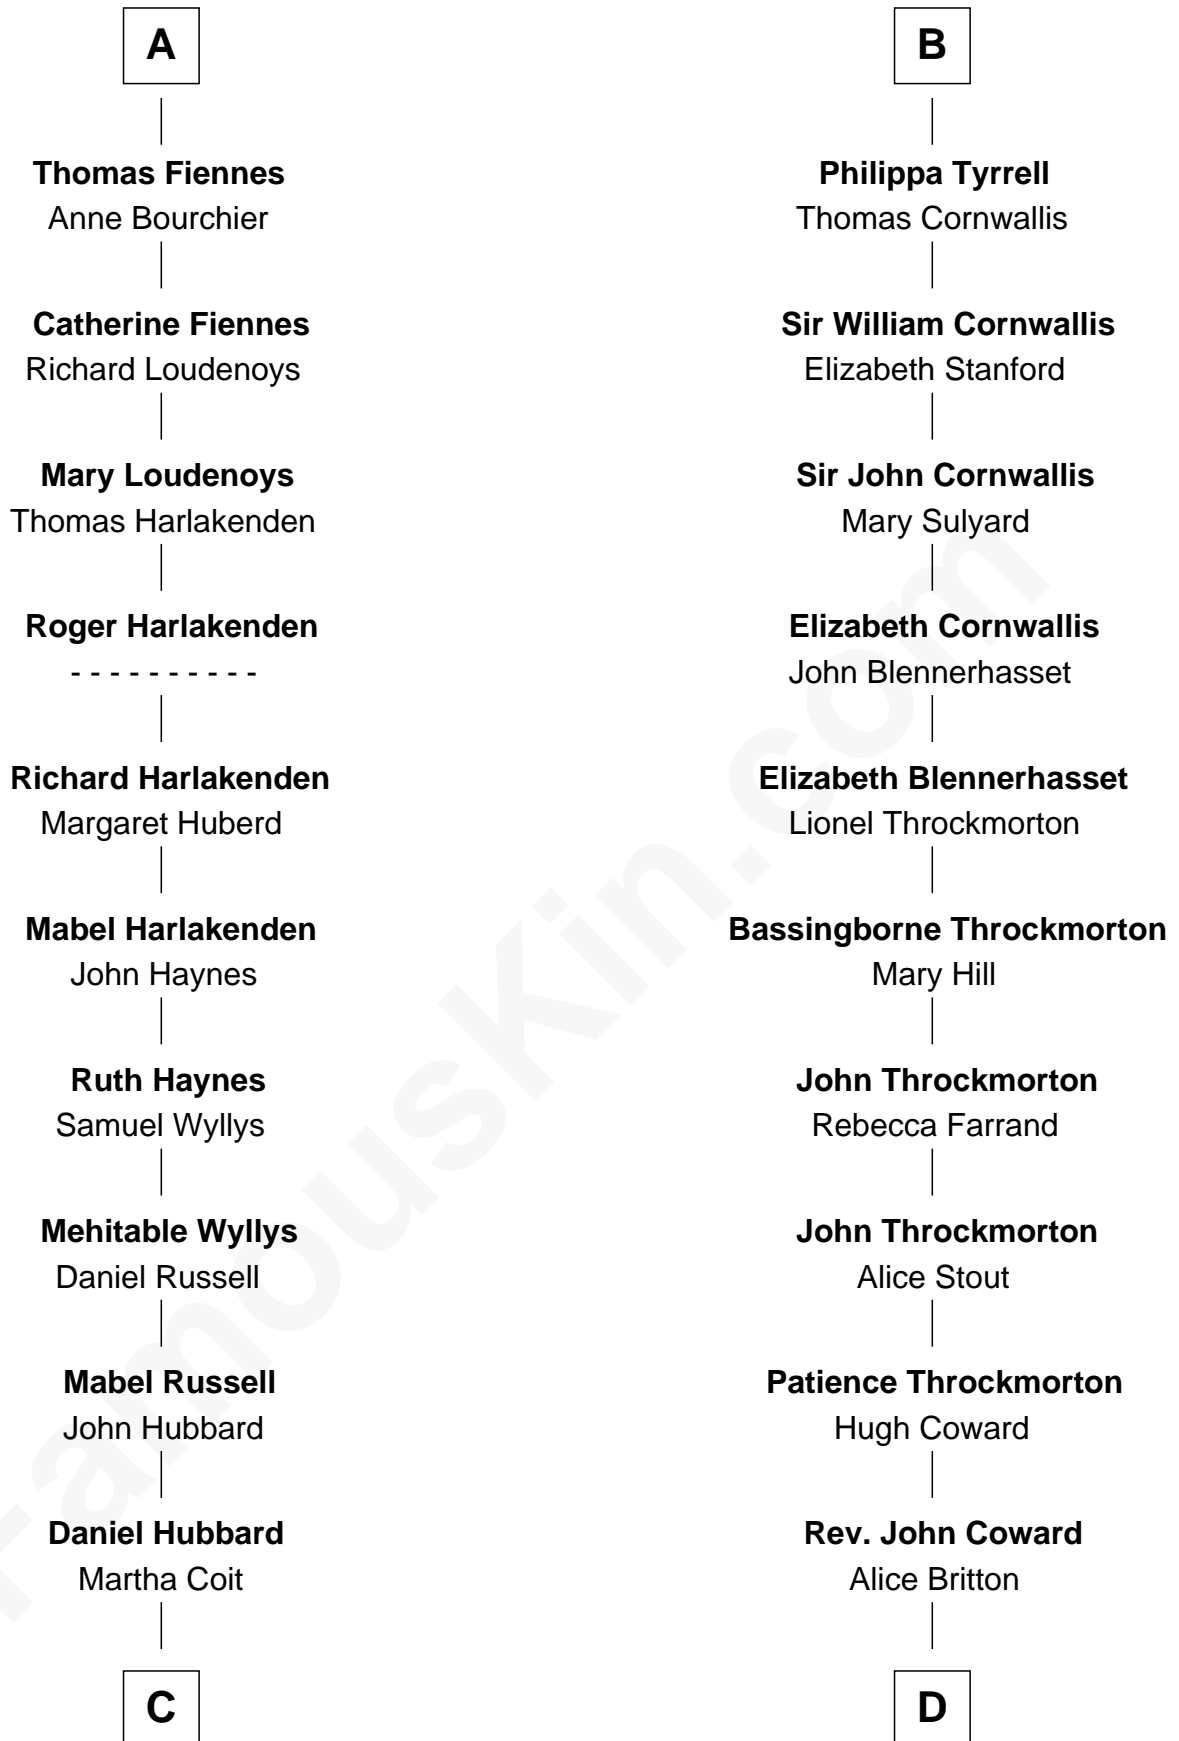 A
Thomas Fiennes
Anne Bourchier
Catherine Fiennes
Richard Loudenoys
Mary Loudenoys
Thomas Harlakenden
Roger Harlakenden
- - - - - - - - - -
Richard Harlakenden
Margaret Huberd
Mabel Harlakenden
John Haynes
Ruth Haynes
Samuel Wyllys
Mehitable Wyllys
Daniel Russell
Mabel Russell
John Hubbard
Daniel Hubbard
Martha Coit
C
B
Philippa Tyrrell
Thomas Cornwallis
Sir William Cornwallis
Elizabeth Stanford
Sir John Cornwallis
Mary Sulyard
Elizabeth Cornwallis
John Blennerhasset
Elizabeth Blennerhasset
Lionel Throckmorton
Bassingborne Throckmorton
Mary Hill
John Throckmorton
Rebecca Farrand
John Throckmorton
Alice Stout
Patience Throckmorton
Hugh Coward
Rev. John Coward
Alice Britton
D
FamousKin.com